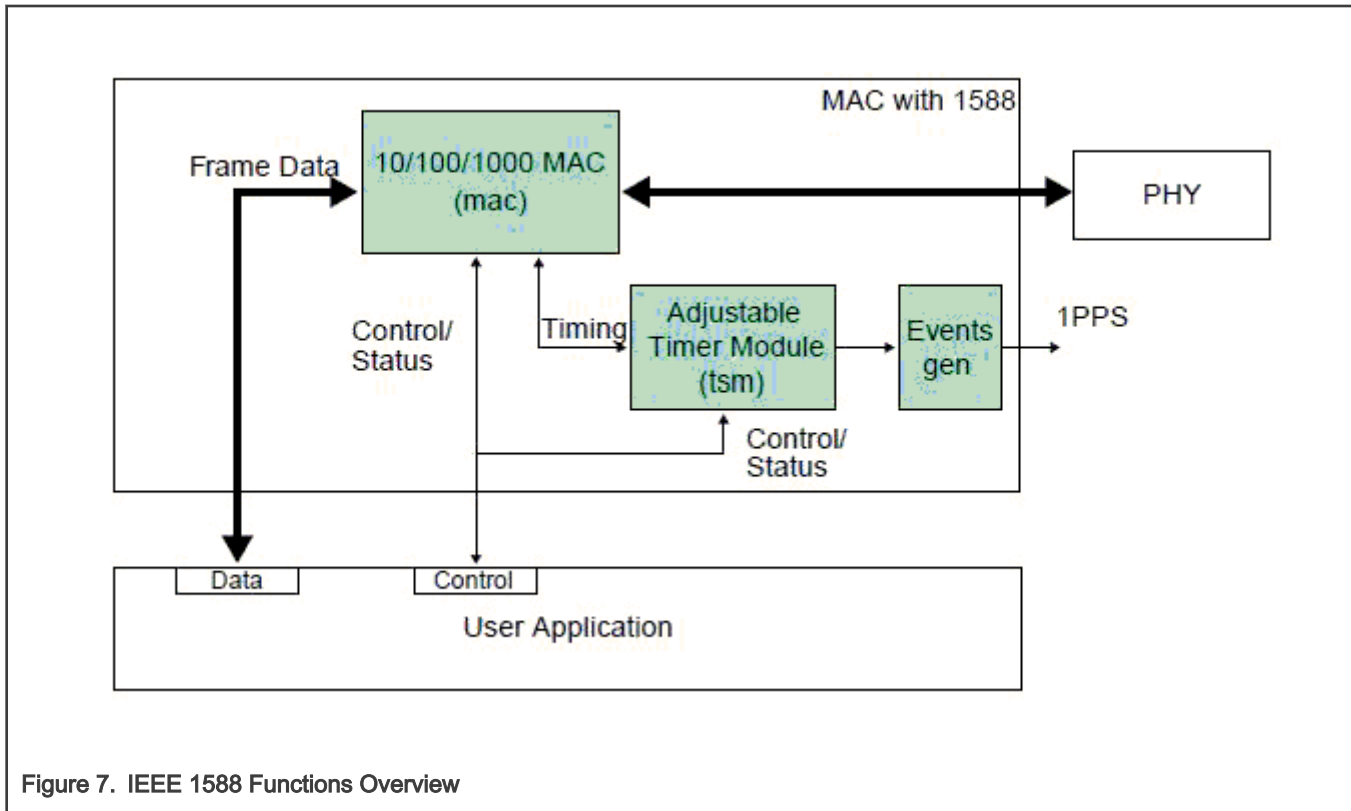 MAC with 1588
Frame Data
10/100/1000 MAC
(mac)
PHY
Control/
Status
Timing
Adjustable
Timer Module
(tsm)
Events
gen
1PPS
Control/
Status
Data
Control
User Application
Figure 7. IEEE 1588 Functions Overview